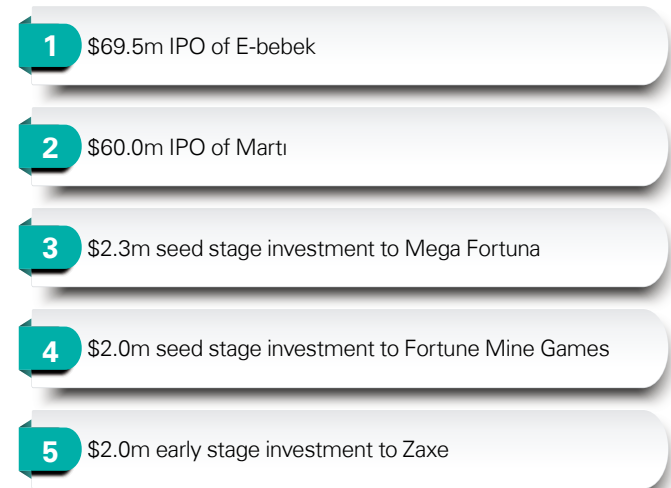 1 $69.5m IPO of E-bebek
2 $60.0m IPO of Martı
3 $2.3m seed stage investment to Mega Fortuna
4 $2.0m seed stage investment to Fortune Mine Games
5 $2.0m early stage investment to Zaxe